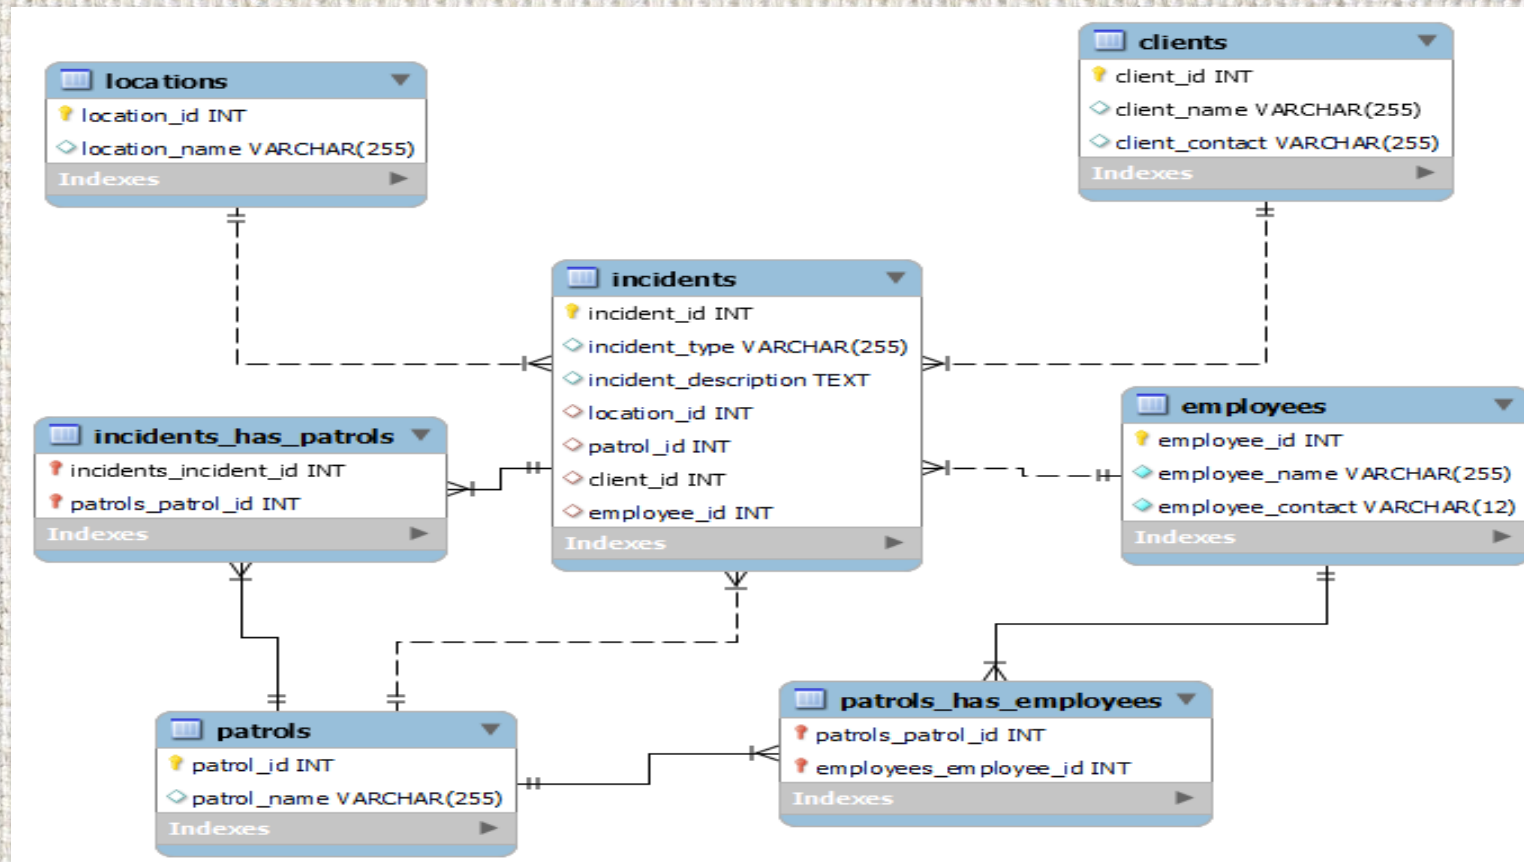 locations
location_id INT
location_name VARCHAR(255)
Indexes
clients
client_id INT
client_name VARCHAR(255)
client_contact VARCHAR(255)
Indexes
incidents
incident_id INT
incident_type VARCHAR(255)
incident_description TEXT
location_id INT
patrol_id INT
client_id INT
employee_id INT
Indexes
incidents_has_patrols
incidents_incident_id INT
patrols_patrol_id INT
Indexes
employees
employee_id INT
employee_name VARCHAR(255)
employee_contact VARCHAR(12)
Indexes
patrols
patrol_id INT
patrol_name VARCHAR(255)
Indexes
patrols_has_employees
patrols_patrol_id INT
employees_employee_id INT
Indexes